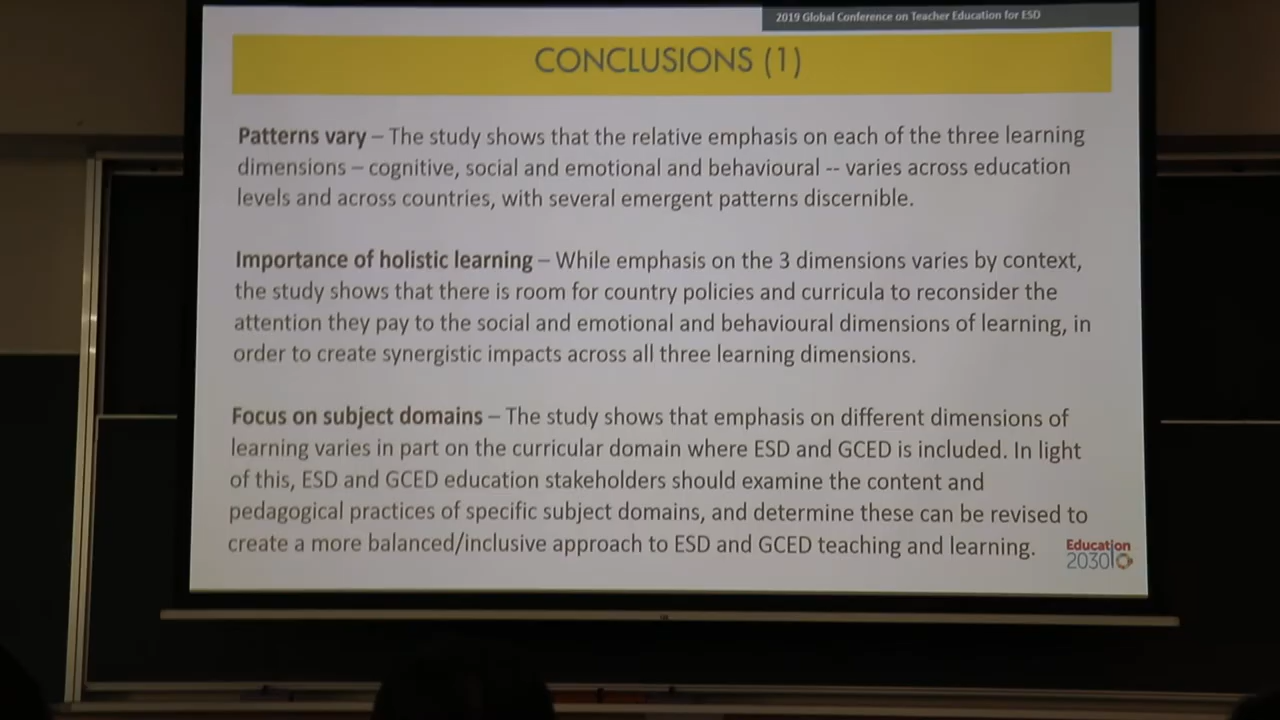 2019 Global Conference on Teacher Education for ESD
CONCLUSIONS (1)
Patterns vary – The study shows that the relative emphasis on each of the three learning
dimensions – cognitive, social and emotional and behavioural -- varies across education
levels and across countries, with several emergent patterns discernible.
Importance of holistic learning – While emphasis on the 3 dimensions varies by context,
the study shows that there is room for country policies and curricula to reconsider the
attention they pay to the social and emotional and behavioural dimensions of learning, in
order to create synergistic impacts across all three learning dimensions.
Focus on subject domains – The study shows that emphasis on different dimensions of
learning varies in part on the curricular domain where ESD and GCED is included. In light
of this, ESD and GCED education stakeholders should examine the content and
pedagogical practices of specific subject domains, and determine these can be revised to
create a more balanced/inclusive approach to ESD and GCED teaching and learning.
Education
2030